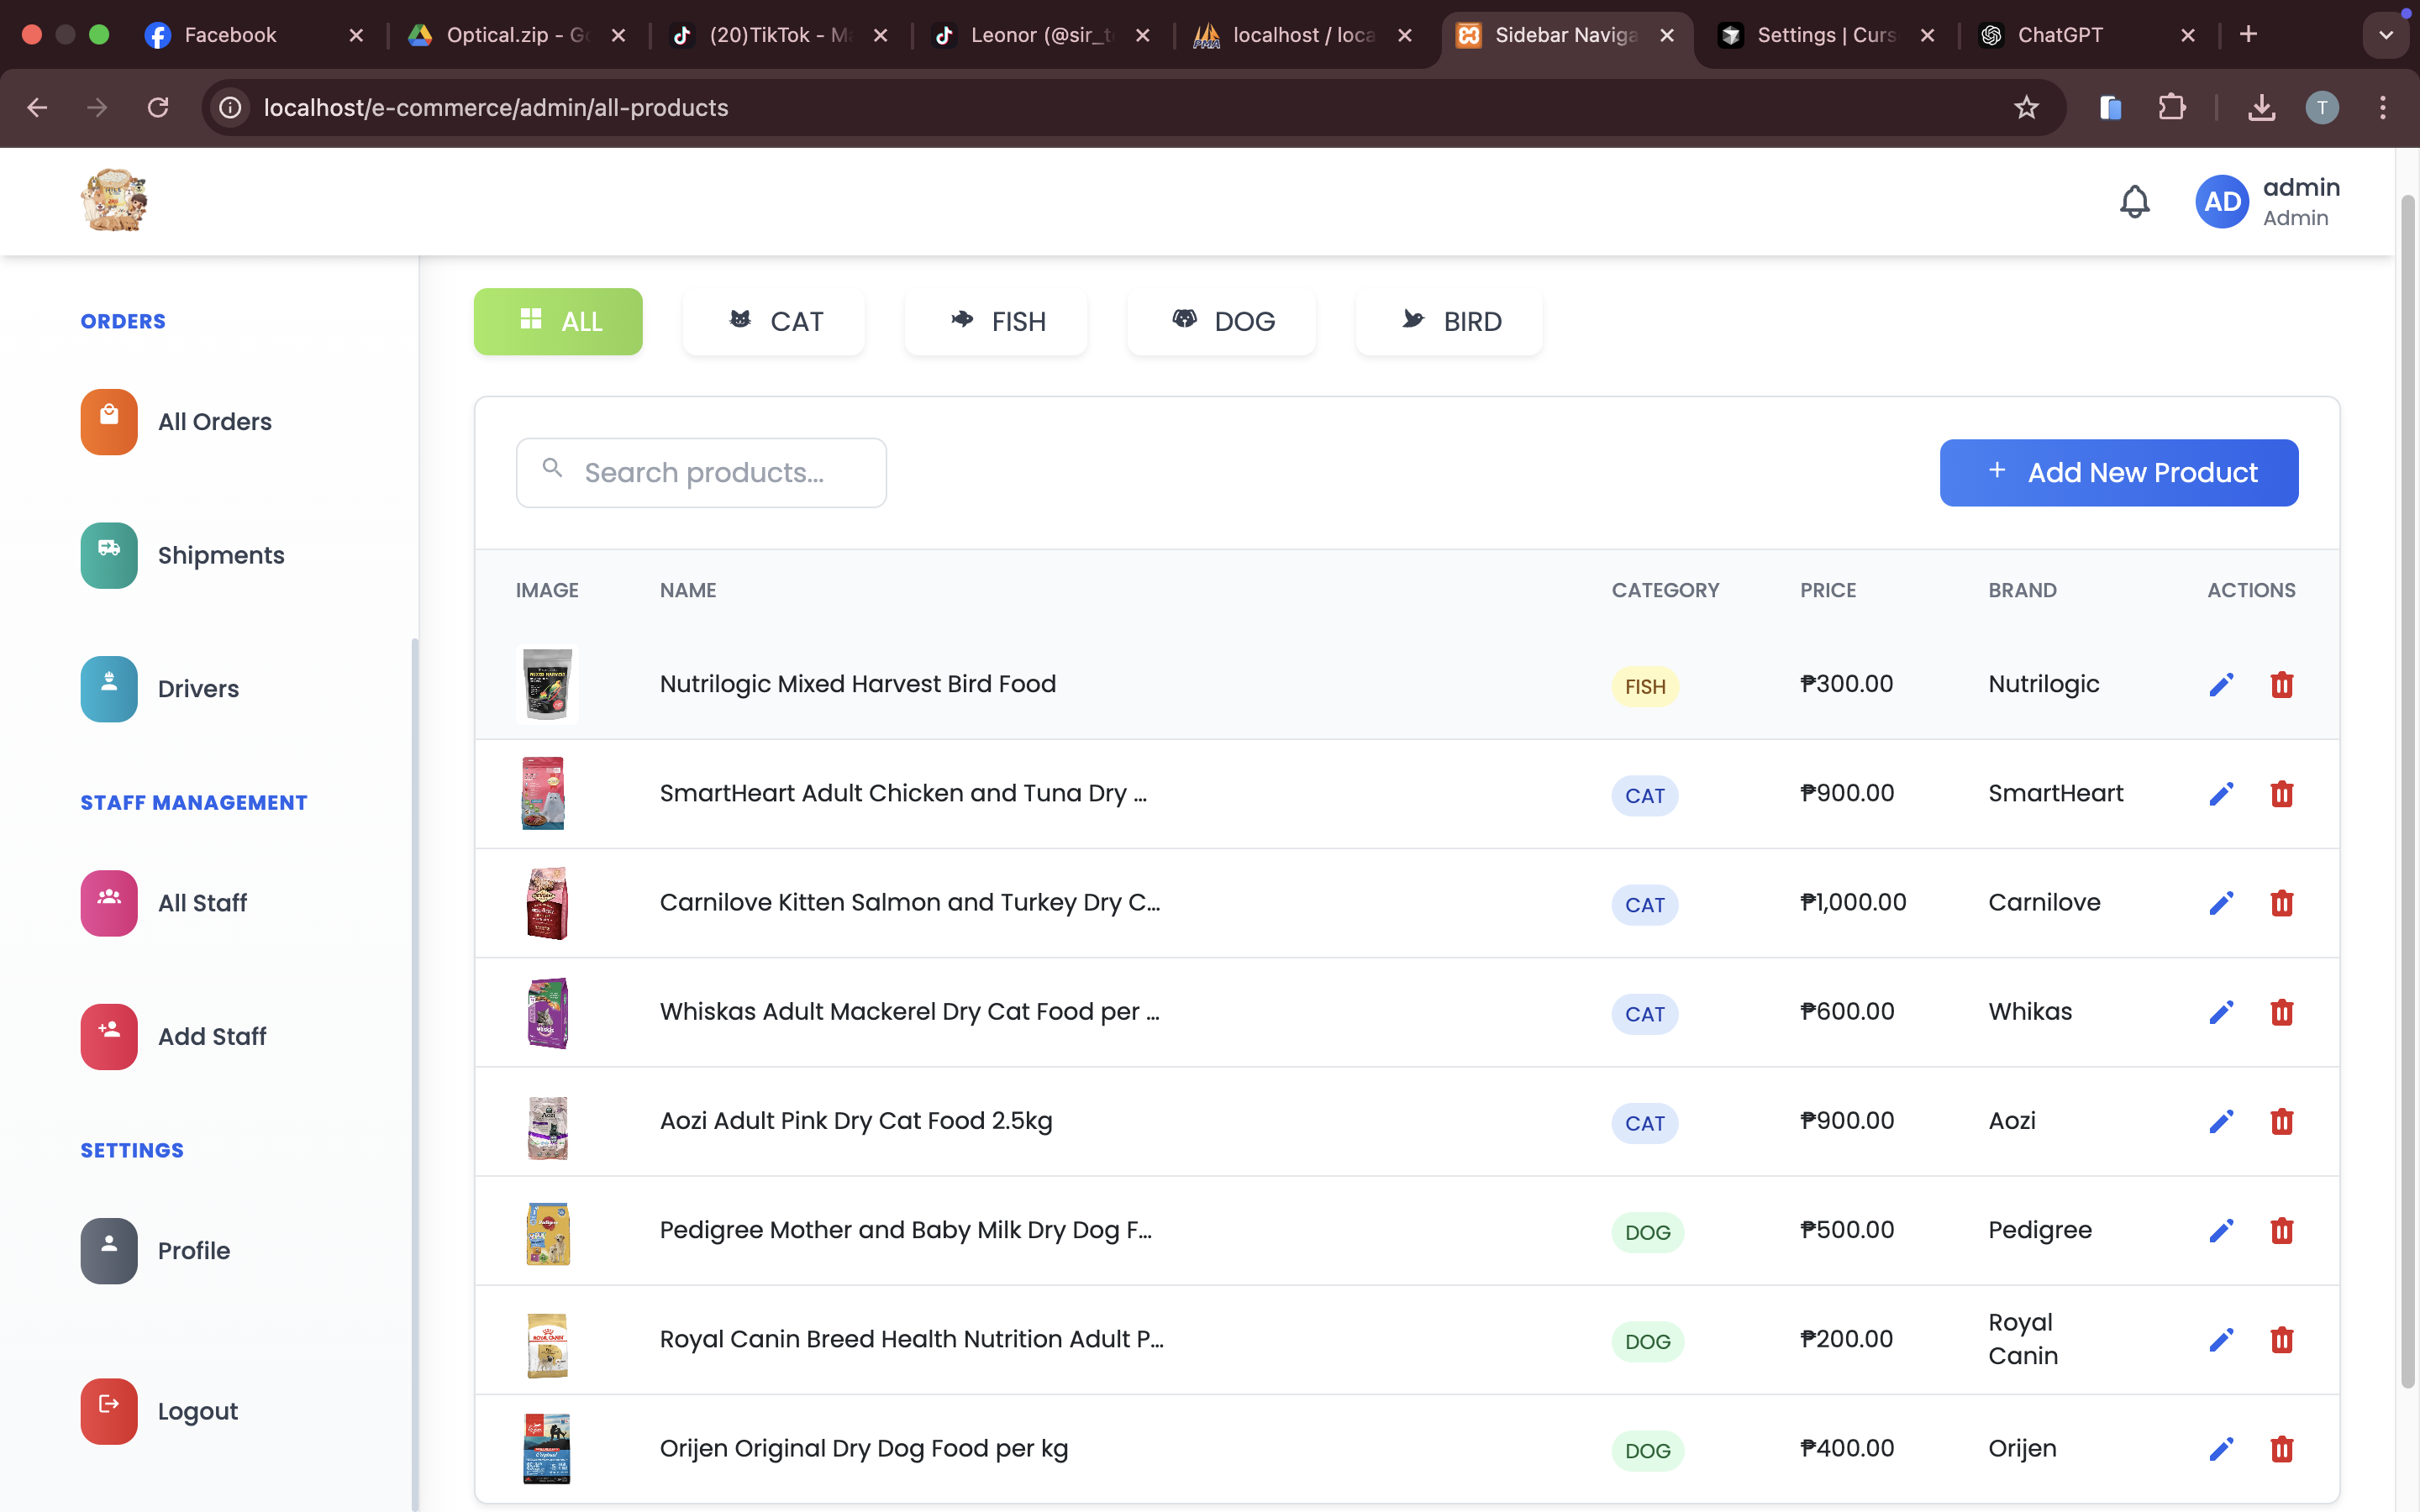 Facebook
Optical.zip - Go
(20)TikTok - Ma
Leonor (@sir_t
localhost / loca
Sidebar Naviga
Settings | Curs
ChatGPT
localhost/e-commerce/admin/all-products
T
AD
admin
Admin
ORDERS
All Orders
Shipments
Drivers
STAFF MANAGEMENT
All Staff
Add Staff
SETTINGS
Profile
Logout
ALL
CAT
FISH
DOG
BIRD
Search products...
+ Add New Product
IMAGE NAME CATEGORY PRICE BRAND ACTIONS
Nutrilogic Mixed Harvest Bird Food FISH ₱300.00 Nutrilogic
SmartHeart Adult Chicken and Tuna Dry ... CAT ₱900.00 SmartHeart
Carnilove Kitten Salmon and Turkey Dry C... CAT ₱1,000.00 Carnilove
Whiskas Adult Mackerel Dry Cat Food per ... CAT ₱600.00 Whikas
Aozi Adult Pink Dry Cat Food 2.5kg CAT ₱900.00 Aozi
Pedigree Mother and Baby Milk Dry Dog F... DOG ₱500.00 Pedigree
Royal Canin Breed Health Nutrition Adult P... DOG ₱200.00 Royal
Canin
Orijen Original Dry Dog Food per kg DOG ₱400.00 Orijen